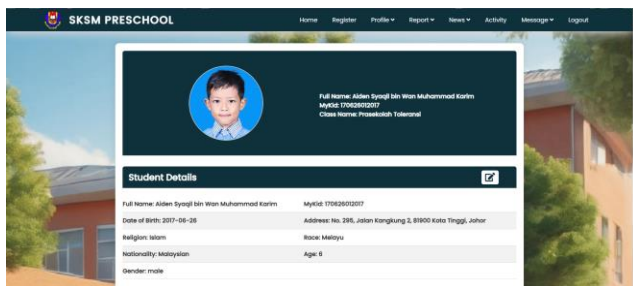 SKSM PRESCHOOL
Home Register Profile Report News Activity Message Logout
Full Name: Aiden Syaqil bin Wan Muhammad Karim
MyKid: 170626012017
Class Name: Prasekolah Toleransi
Student Details
Full Name: Aiden Syaqil bin Wan Muhammad Karim MyKid: 170626012017
Date of Birth: 2017-06-26 Address: No. 295, Jalan Kangkung 2, 81900 Kota Tinggi, Johor
Religion: Islam Race: Melayu
Nationality: Malaysian Age: 6
Gender: male